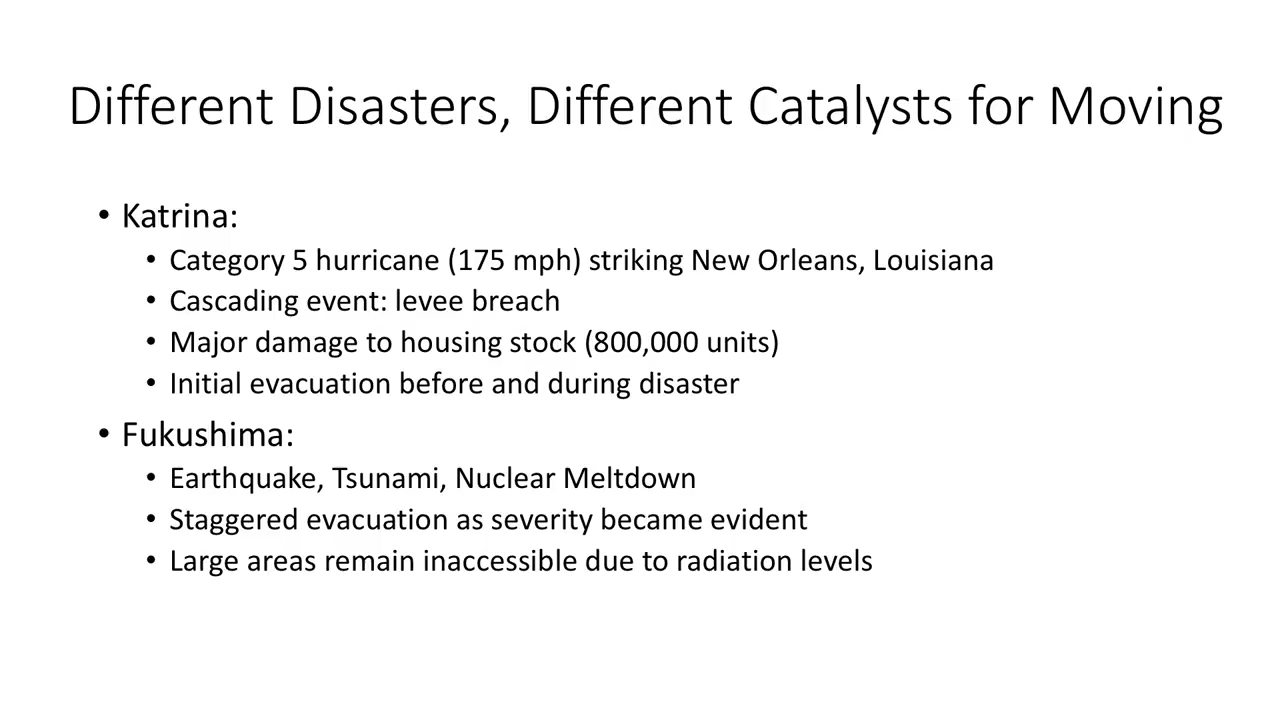 Different Disasters, Different Catalysts for Moving
• Katrina:
• Category 5 hurricane (175 mph) striking New Orleans, Louisiana
• Cascading event: levee breach
• Major damage to housing stock (800,000 units)
• Initial evacuation before and during disaster
• Fukushima:
• Earthquake, Tsunami, Nuclear Meltdown
• Staggered evacuation as severity became evident
• Large areas remain inaccessible due to radiation levels